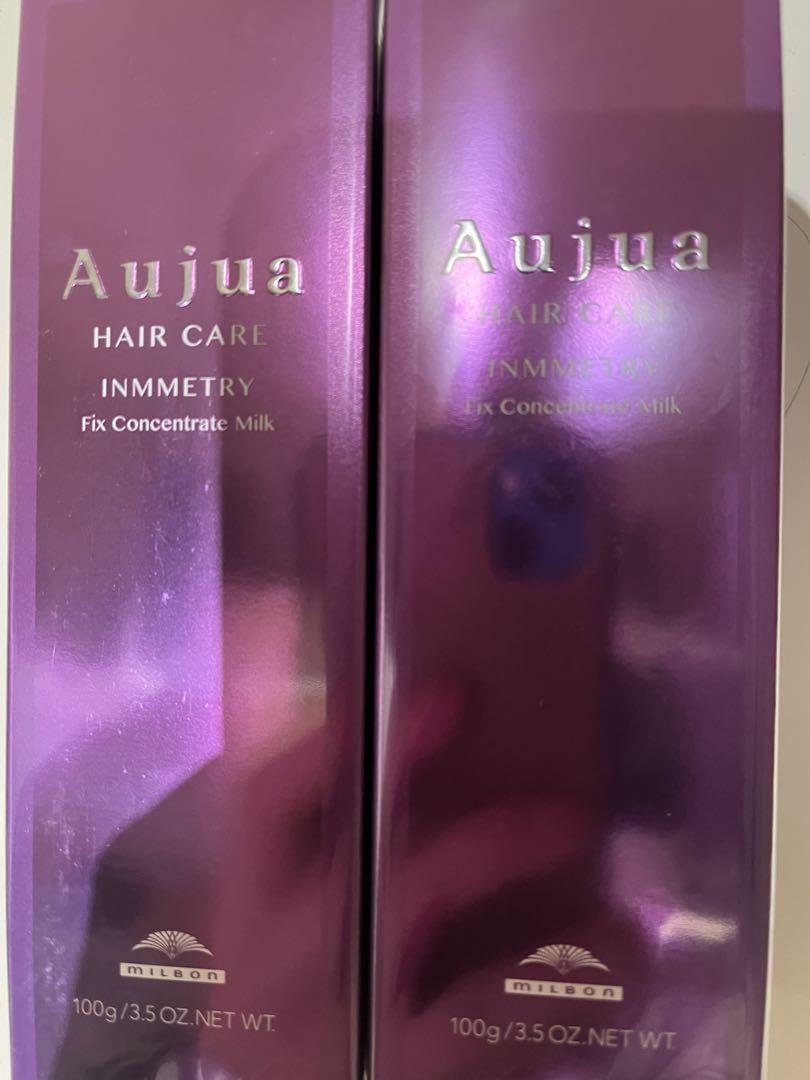 Aujua
HAIR CARE
INMMETRY
Fix Concentrate Milk
MILBON
100g/3.5 OZ.NET WT.
Aujua
HAIR CARE
INMMETRY
Fix Concentrate Milk
MILBON
100g/3.5 OZ.NET WT.